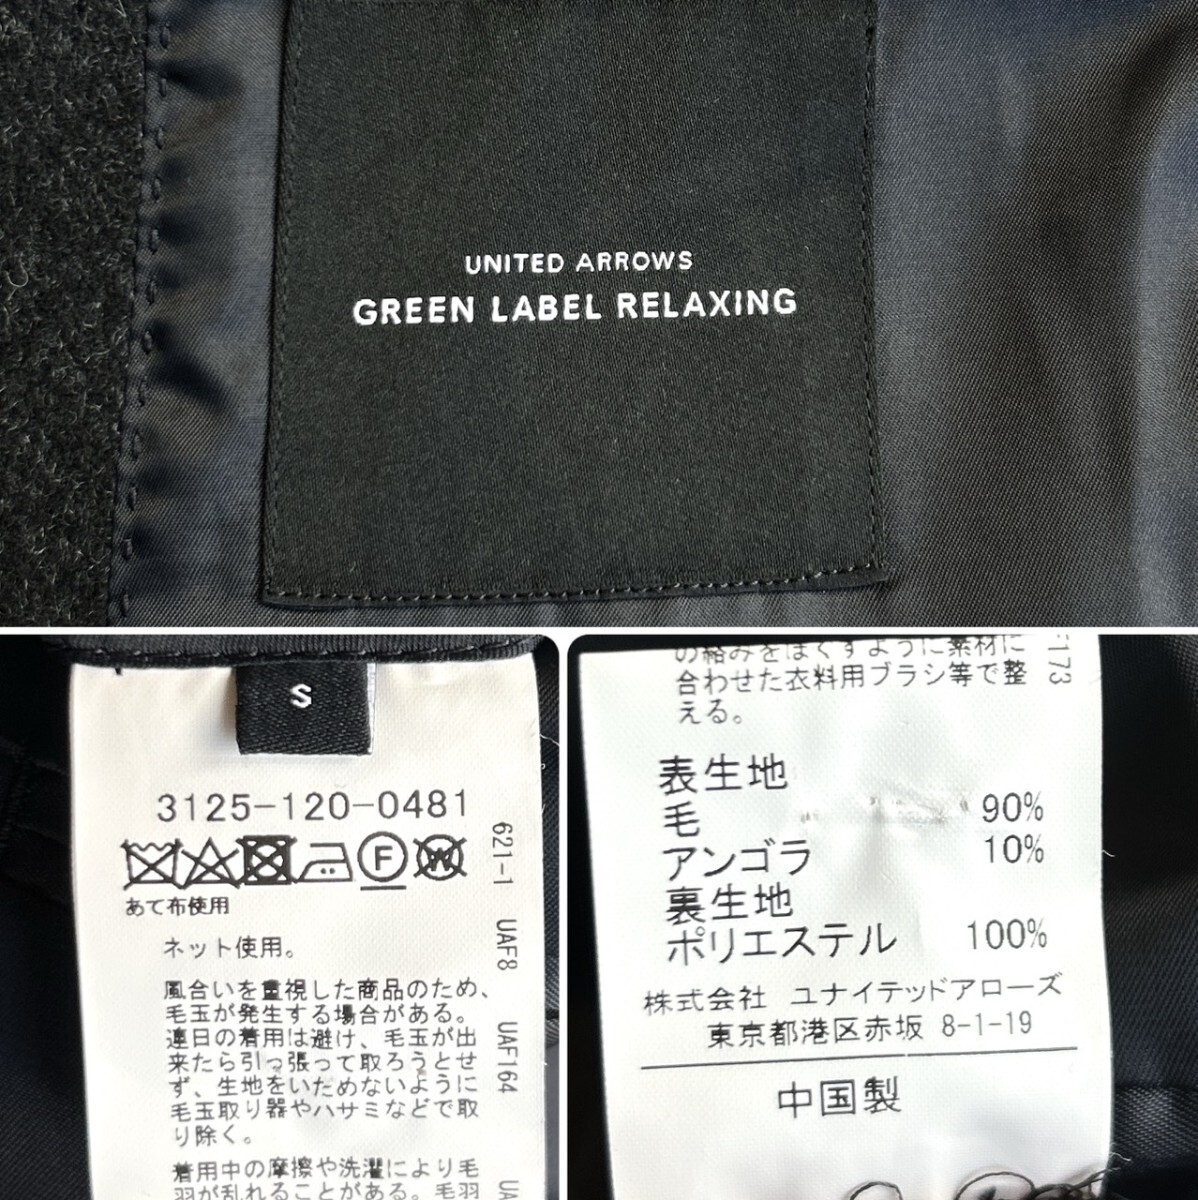 UNITED ARROWS
GREEN LABEL RELAXING
S
3125-120-0481
F
W
あて布使用
ネット使用。
風合いを重視した商品のため、
毛玉が発生する場合がある。
連日の着用は避け、毛玉が出
来たら引っ張って取ろうとせ
ず、生地をいためないように
毛玉取り器やハサミなどで取
り除く。
着用中の摩擦や洗濯により毛
羽が乱れることがある。毛羽
621-1 UAF8 UAF164 UA
の絡みをほぐすように素材に
合わせた衣料用ブラシ等で整
える。
F173
表生地
毛 90%
アンゴラ 10%
裏生地
ポリエステル 100%
株式会社 ユナイテッドアローズ
東京都港区赤坂 8-1-19
中国製